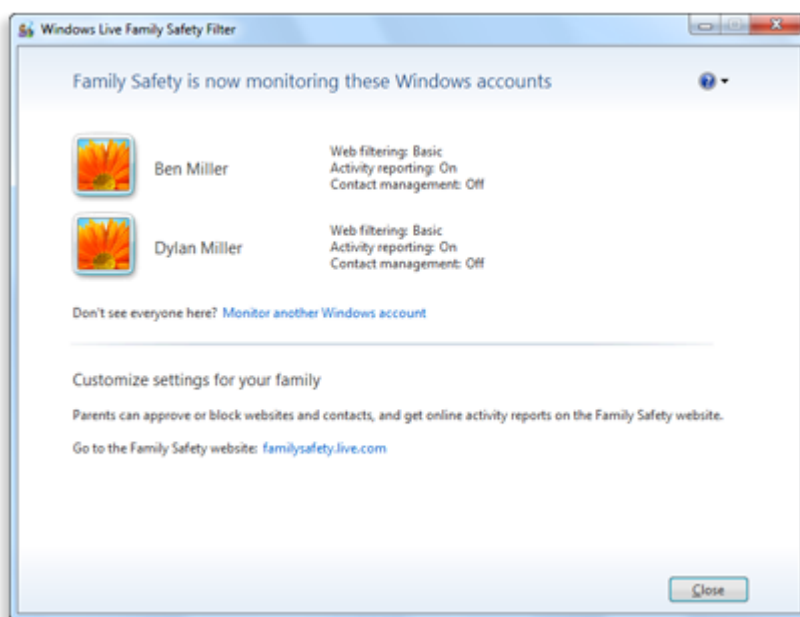 Windows Live Family Safety Filter
Family Safety is now monitoring these Windows accounts
Ben Miller
Web filtering: Basic
Activity reporting: On
Contact management: Off
Dylan Miller
Web filtering: Basic
Activity reporting: On
Contact management: Off
Don't see everyone here? Monitor another Windows account
Customize settings for your family
Parents can approve or block websites and contacts, and get online activity reports on the Family Safety website.
Go to the Family Safety website: familysafety.live.com
Close